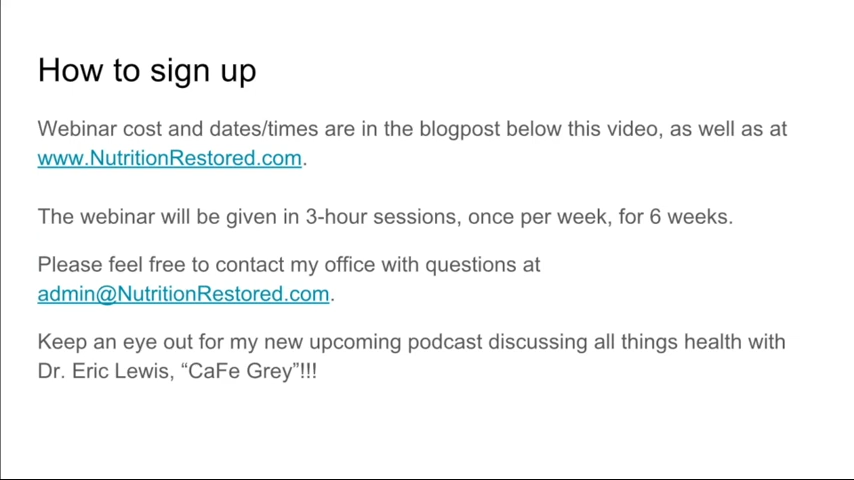 How to sign up
Webinar cost and dates/times are in the blogpost below this video, as well as at
www.NutritionRestored.com.
The webinar will be given in 3-hour sessions, once per week, for 6 weeks.
Please feel free to contact my office with questions at
admin@NutritionRestored.com.
Keep an eye out for my new upcoming podcast discussing all things health with
Dr. Eric Lewis, “CaFe Grey”!!!